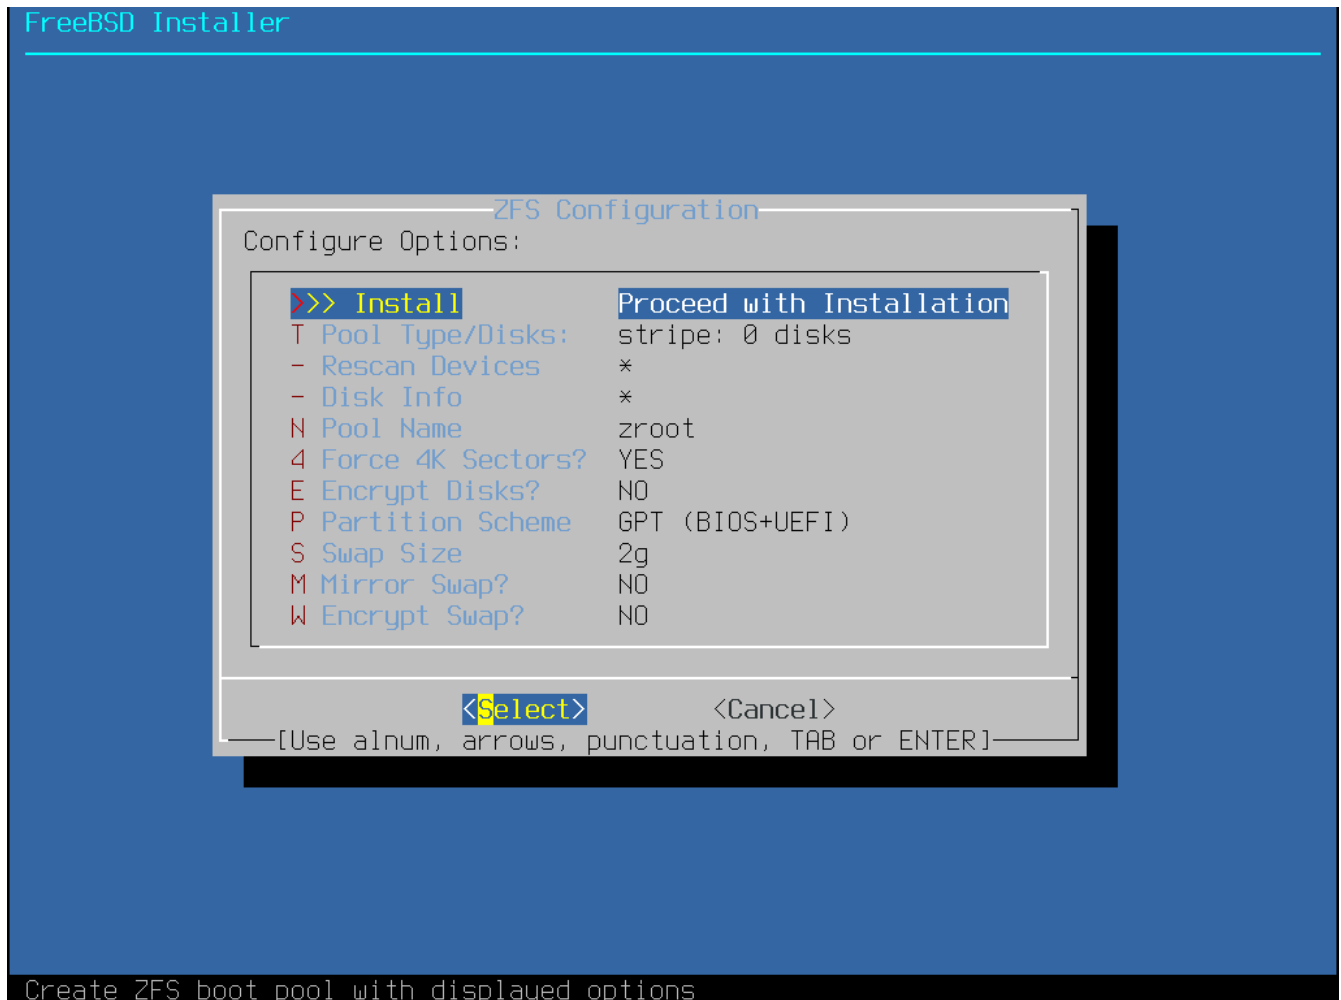 FreeBSD Installer
ZFS Configuration
Configure Options:
>>> Install Proceed with Installation
T Pool Type/Disks: stripe: 0 disks
- Rescan Devices *
- Disk Info *
N Pool Name zroot
4 Force 4K Sectors? YES
E Encrypt Disks? NO
P Partition Scheme GPT (BIOS+UEFI)
S Swap Size 2g
M Mirror Swap? NO
W Encrypt Swap? NO
<Select> <Cancel>
[Use alnum, arrows, punctuation, TAB or ENTER]
Create ZFS boot pool with displayed options